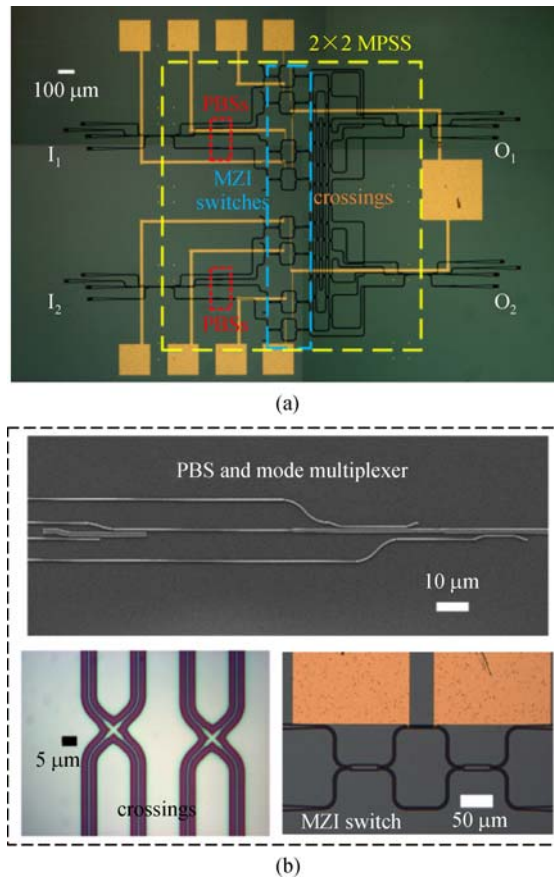 2×2 MPSS
100 μm
PBSs
I₁
MZI
switches
crossings
O₁
I₂
PBSs
O₂
(a)
PBS and mode multiplexer
10 μm
5 μm
crossings
MZI switch
50 μm
(b)